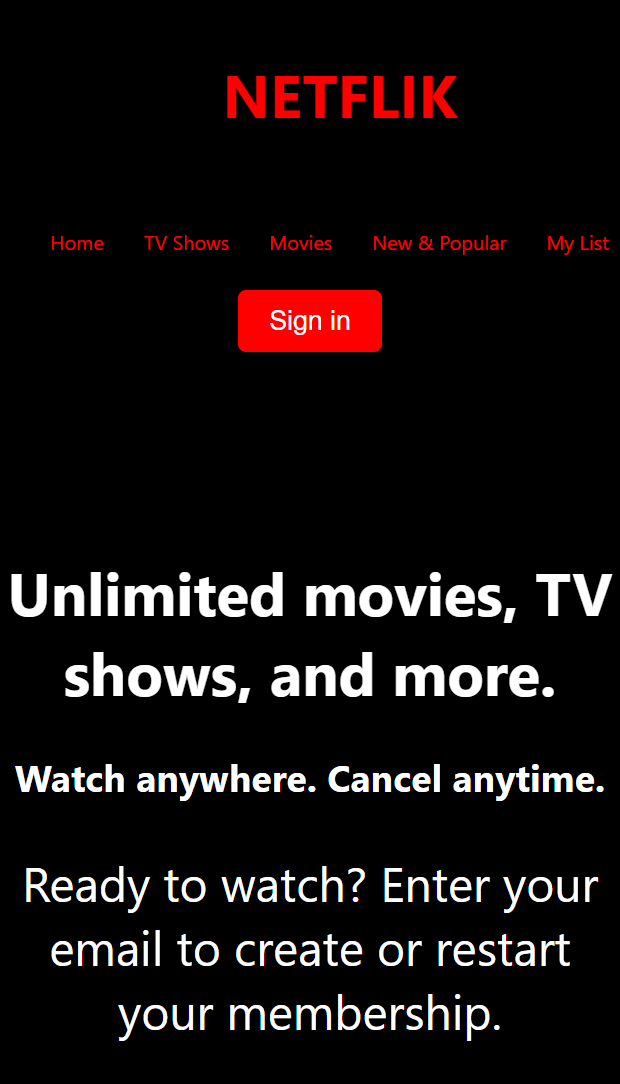 NETFLIK
Home TV Shows Movies New & Popular My List
Sign in
Unlimited movies, TV
shows, and more.
Watch anywhere. Cancel anytime.
Ready to watch? Enter your
email to create or restart
your membership.